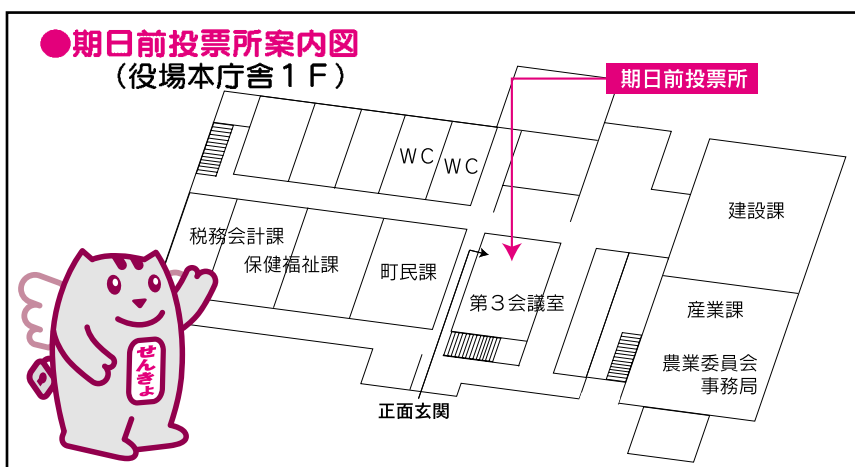 ●期日前投票所案内図
（役場本庁舎１Ｆ）
期日前投票所
ＷＣ
ＷＣ
建設課
税務会計課
保健福祉課
町民課
第３会議室
産業課
農業委員会
事務局
正面玄関
せんきょ